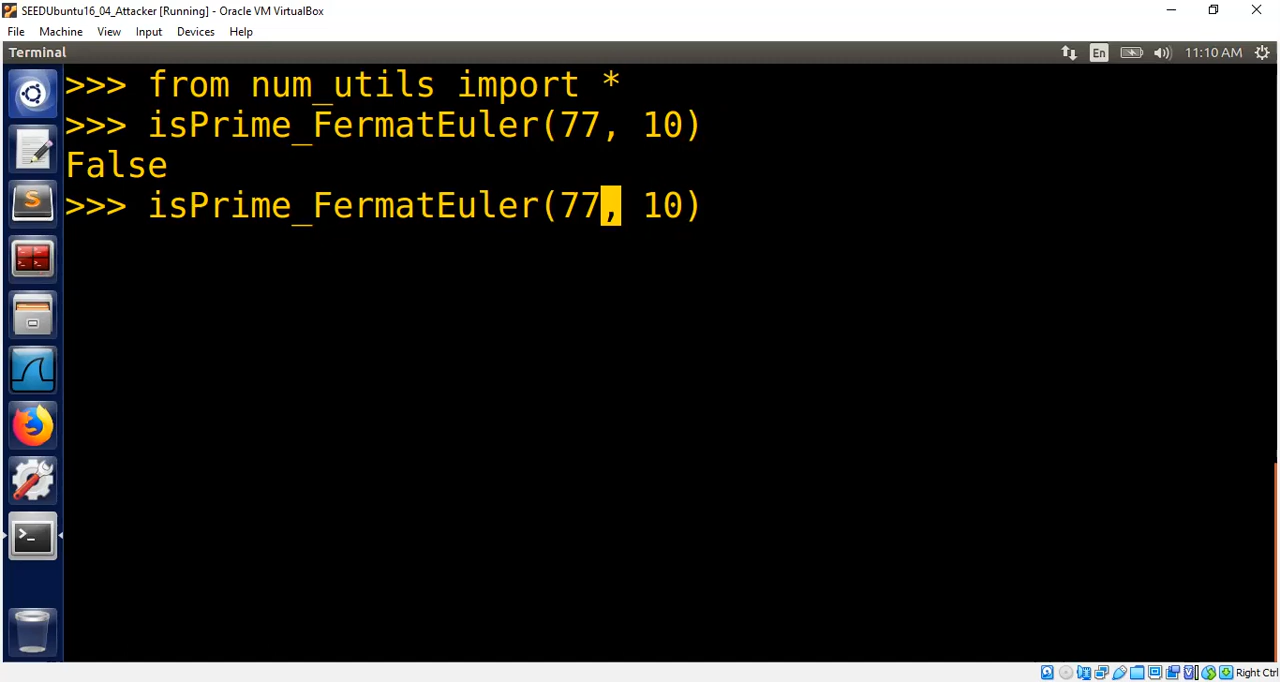 SEEDUbuntu16_04_Attacker [Running] - Oracle VM VirtualBox
File Machine View Input Devices Help
Terminal En 11:10 AM
>>> from num_utils import *
>>> isPrime_FermatEuler(77, 10)
False
>>> isPrime_FermatEuler(77, 10)
Right Ctrl